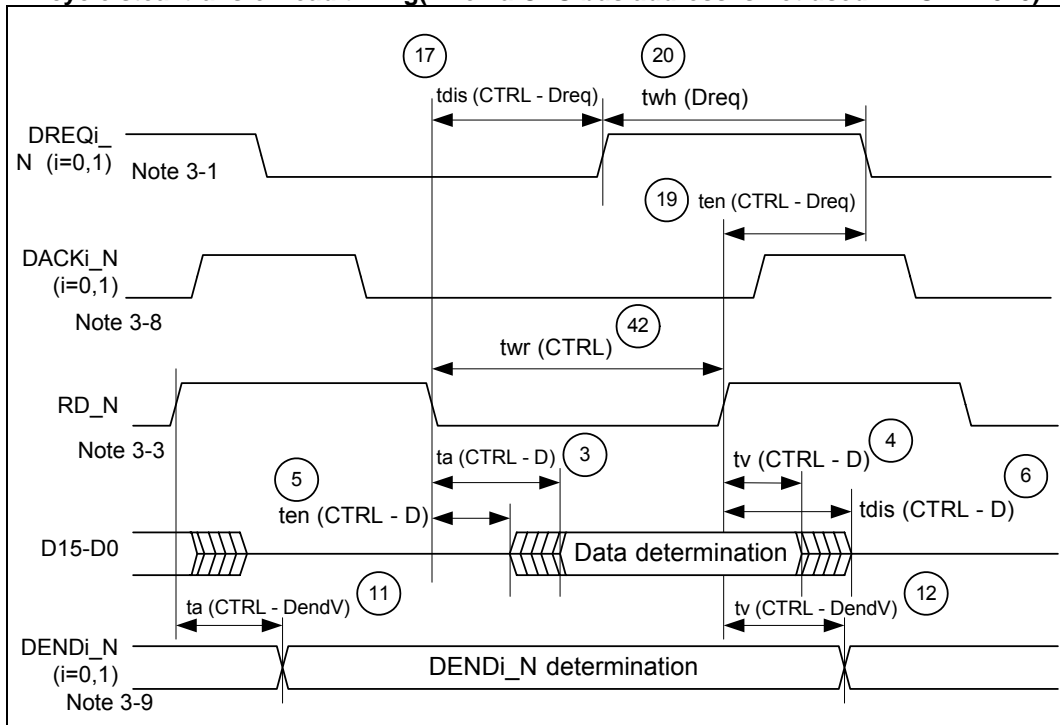 17
20
tdis (CTRL - Dreq)
twh (Dreq)
DREQi_
N (i=0,1)
Note 3-1
19
ten (CTRL - Dreq)
DACKi_N
(i=0,1)
Note 3-8
42
twr (CTRL)
RD_N
Note 3-3
ta (CTRL - D)
3
tv (CTRL - D)
4
5
ten (CTRL - D)
6
tdis (CTRL - D)
D15-D0
Data determination
ta (CTRL - DendV)
11
tv (CTRL - DendV)
12
DENDi_N
(i=0,1)
DENDi_N determination
Note 3-9